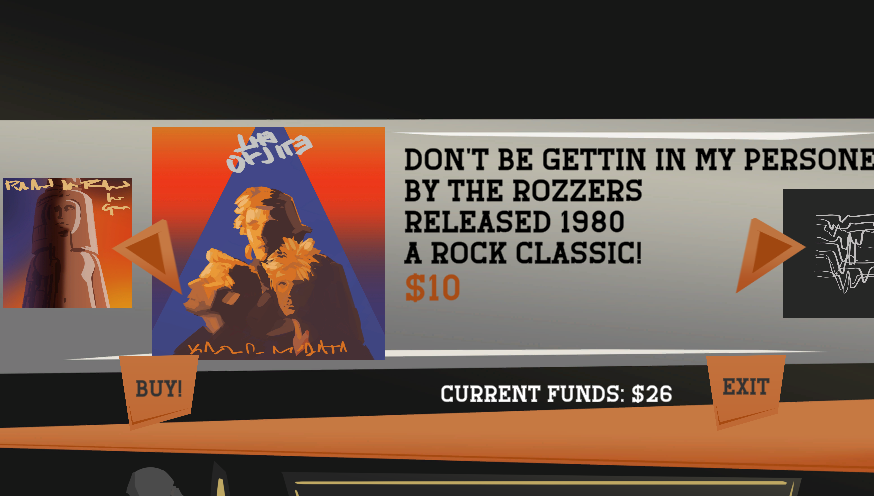 DON'T BE GETTIN IN MY PERSONE
BY THE ROZZERS
RELEASED 1980
A ROCK CLASSIC!
$10
BUY!
CURRENT FUNDS: $26
EXIT